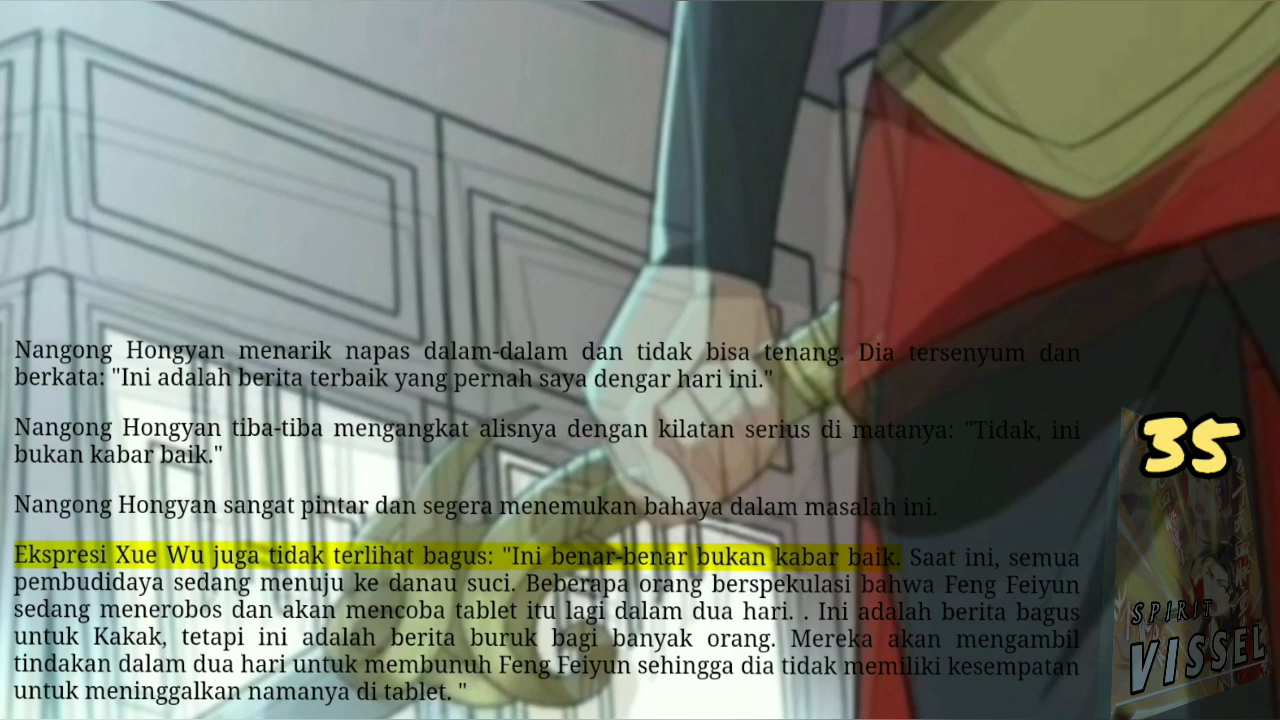 Nangong Hongyan menarik napas dalam-dalam dan tidak bisa tenang. Dia tersenyum dan
berkata: "Ini adalah berita terbaik yang pernah saya dengar hari ini."
Nangong Hongyan tiba-tiba mengangkat alisnya dengan kilatan serius di matanya: "Tidak, ini
bukan kabar baik."
Nangong Hongyan sangat pintar dan segera menemukan bahaya dalam masalah ini.
Ekspresi Xue Wu juga tidak terlihat bagus: "Ini benar-benar bukan kabar baik. Saat ini, semua
pembudidaya sedang menuju ke danau suci. Beberapa orang berspekulasi bahwa Feng Feiyun
sedang menerobos dan akan mencoba tablet itu lagi dalam dua hari. . Ini adalah berita bagus
untuk Kakak, tetapi ini adalah berita buruk bagi banyak orang. Mereka akan mengambil
tindakan dalam dua hari untuk membunuh Feng Feiyun sehingga dia tidak memiliki kesempatan
untuk meninggalkan namanya di tablet. "
35
SPIRIT
VISSEL